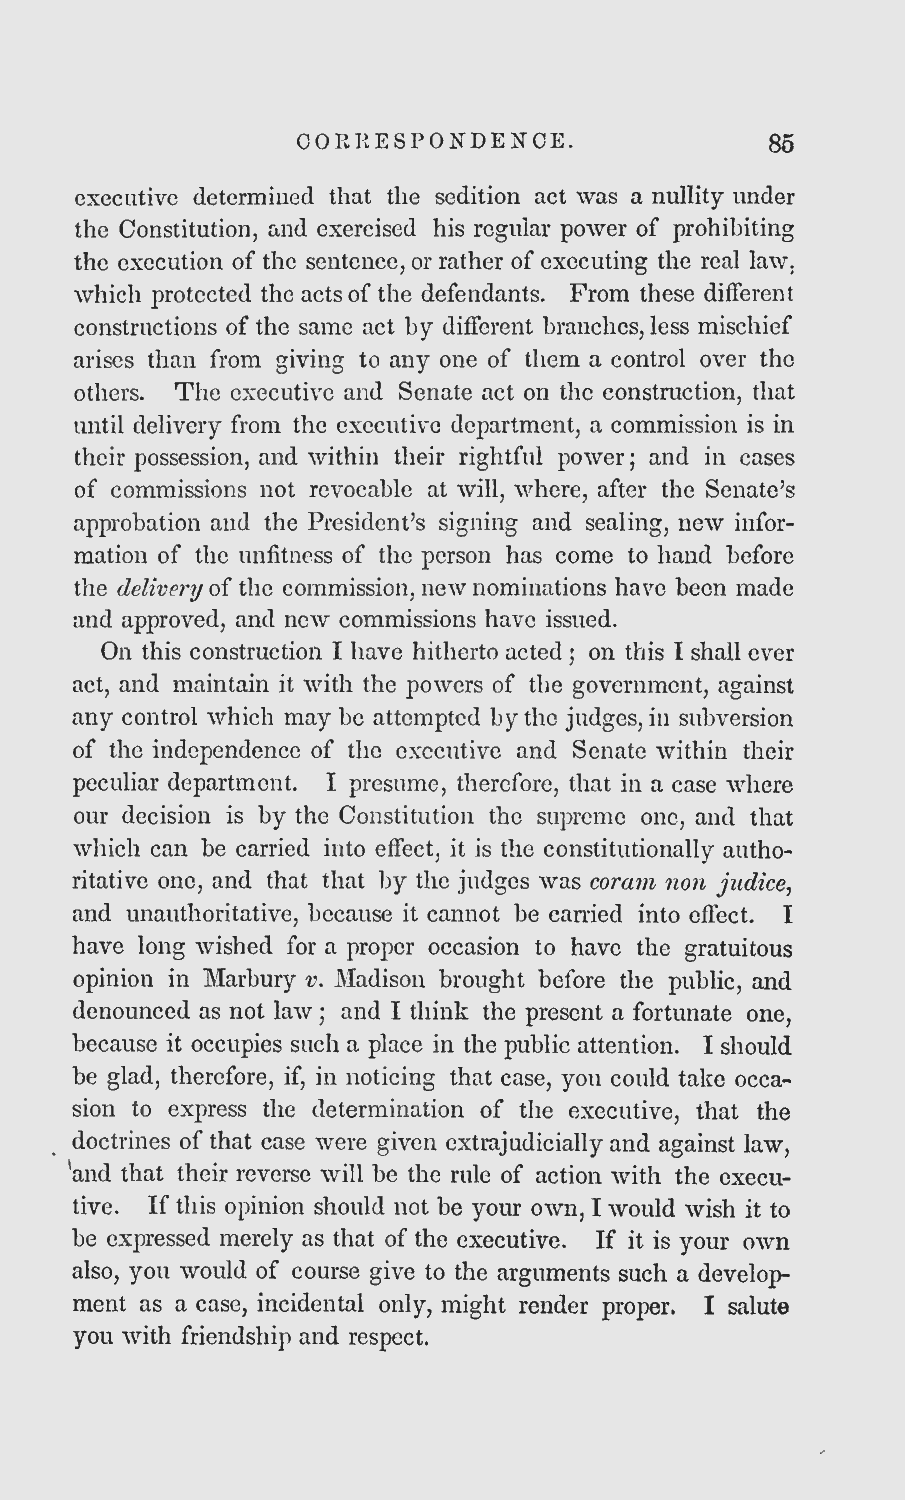 CORRESPONDENCE. 85
executive determined that the sedition act was a nullity under
the Constitution, and exercised his regular power of prohibiting
the execution of the sentence, or rather of executing the real law,
which protected the acts of the defendants. From these different
constructions of the same act by different branches, less mischief
arises than from giving to any one of them a control over the
others. The executive and Senate act on the construction, that
until delivery from the executive department, a commission is in
their possession, and within their rightful power; and in cases
of commissions not revocable at will, where, after the Senate's
approbation and the President's signing and sealing, new infor-
mation of the unfitness of the person has come to hand before
the delivery of the commission, new nominations have been made
and approved, and new commissions have issued.
On this construction I have hitherto acted; on this I shall ever
act, and maintain it with the powers of the government, against
any control which may be attempted by the judges, in subversion
of the independence of the executive and Senate within their
peculiar department. I presume, therefore, that in a case where
our decision is by the Constitution the supreme one, and that
which can be carried into effect, it is the constitutionally autho-
ritative one, and that that by the judges was coram non judice,
and unauthoritative, because it cannot be carried into effect. I
have long wished for a proper occasion to have the gratuitous
opinion in Marbury v. Madison brought before the public, and
denounced as not law; and I think the present a fortunate one,
because it occupies such a place in the public attention. I should
be glad, therefore, if, in noticing that case, you could take occa-
sion to express the determination of the executive, that the
doctrines of that case were given extrajudicially and against law,
and that their reverse will be the rule of action with the execu-
tive. If this opinion should not be your own, I would wish it to
be expressed merely as that of the executive. If it is your own
also, you would of course give to the arguments such a develop-
ment as a case, incidental only, might render proper. I salute
you with friendship and respect.